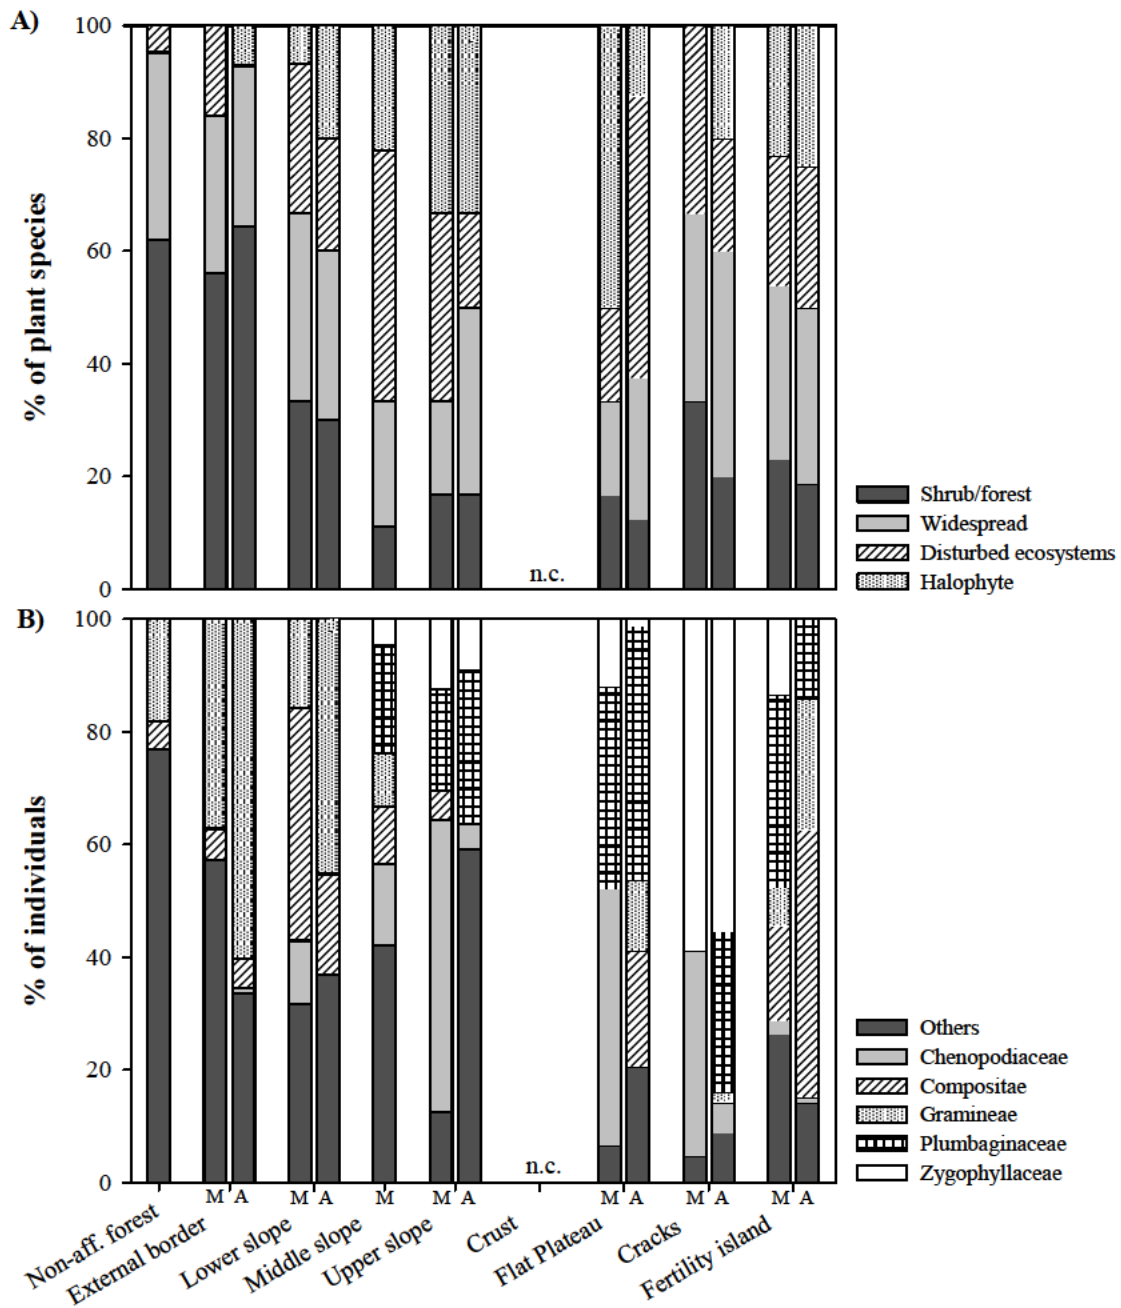 A)
100
80
60
40
20
0
% of plant species
n.c.
Shrub/forest
Widespread
Disturbed ecosystems
Halophyte
B)
100
80
60
40
20
0
% of individuals
n.c.
Others
Chenopodiaceae
Compositae
Gramineae
Plumbaginaceae
Zygophyllaceae
M A M A M M A M A M A M A
Non-aff. forest
External border
Lower slope
Middle slope
Upper slope
Crust
Flat Plateau
Cracks
Fertility island